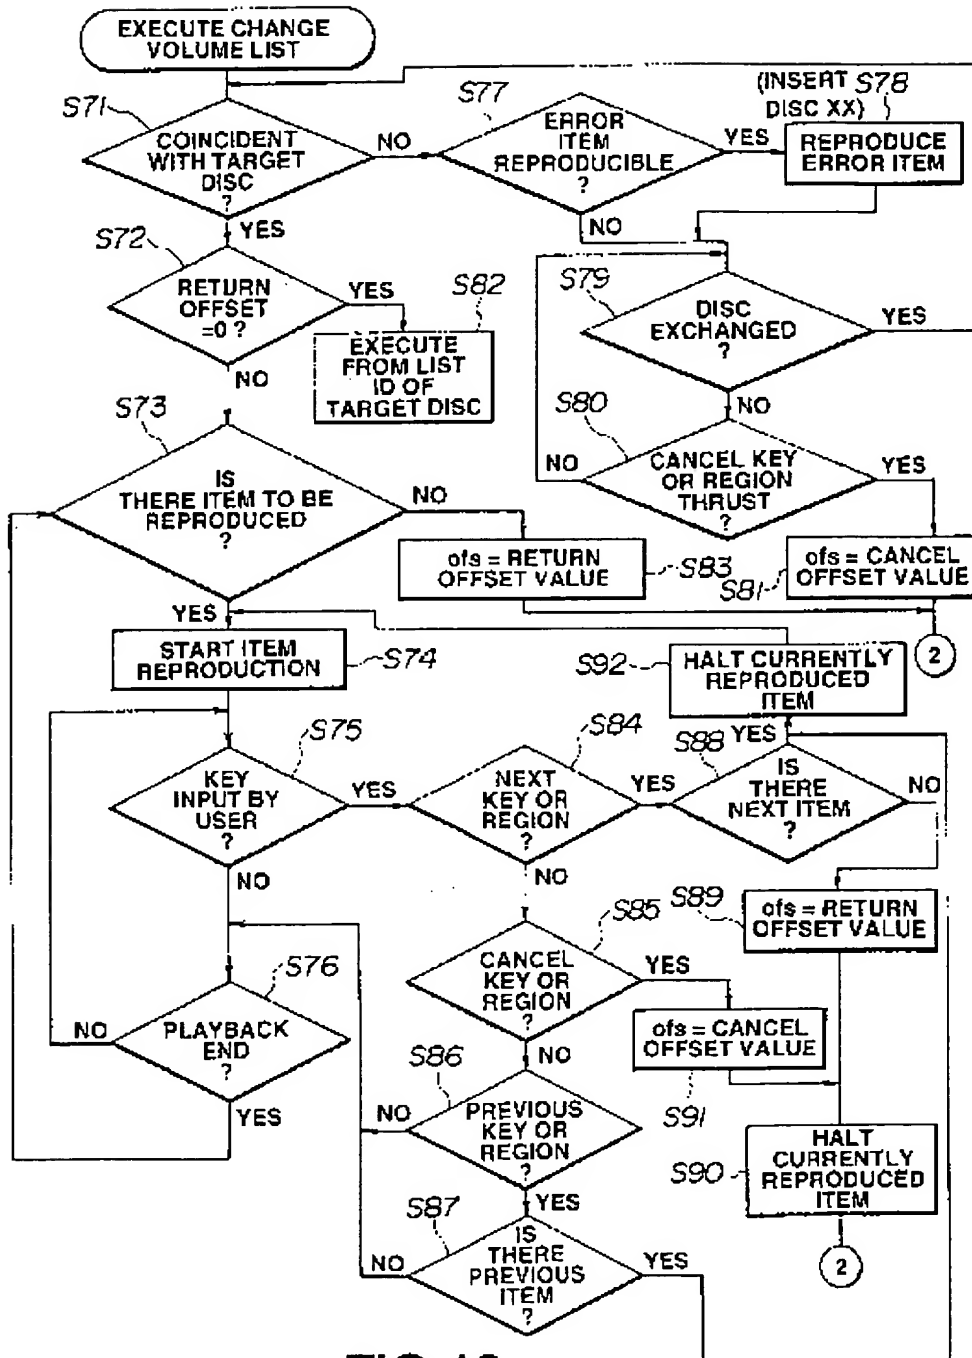 EXECUTE CHANGE
VOLUME LIST
S71
COINCIDENT
WITH TARGET
DISC
?
NO
YES
S77
ERROR
ITEM
REPRODUCIBLE
?
YES
NO
(INSERT
DISC XX)
S78
REPRODUCE
ERROR ITEM
S72
RETURN
OFFSET
=0 ?
YES
NO
S82
EXECUTE
FROM LIST
ID OF
TARGET DISC
S79
DISC
EXCHANGED
?
YES
NO
S80
CANCEL KEY
OR REGION
THRUST
?
NO
YES
S73
IS
THERE ITEM TO BE
REPRODUCED
?
NO
YES
ofs = RETURN
OFFSET VALUE
S83
S81
ofs = CANCEL
OFFSET VALUE
2
START ITEM
REPRODUCTION
S74
S92
HALT CURRENTLY
REPRODUCED
ITEM
S75
KEY
INPUT BY
USER
?
YES
NO
S84
NEXT
KEY OR
REGION
?
YES
NO
S88
YES
IS
THERE
NEXT ITEM
?
NO
S89
ofs = RETURN
OFFSET VALUE
S85
CANCEL
KEY OR
REGION
?
YES
NO
ofs = CANCEL
OFFSET VALUE
S91
S76
PLAYBACK
END
?
NO
YES
S86
PREVIOUS
KEY OR
REGION
?
NO
YES
S90
HALT
CURRENTLY
REPRODUCED
ITEM
2
S87
IS
THERE
PREVIOUS
ITEM
?
NO
YES